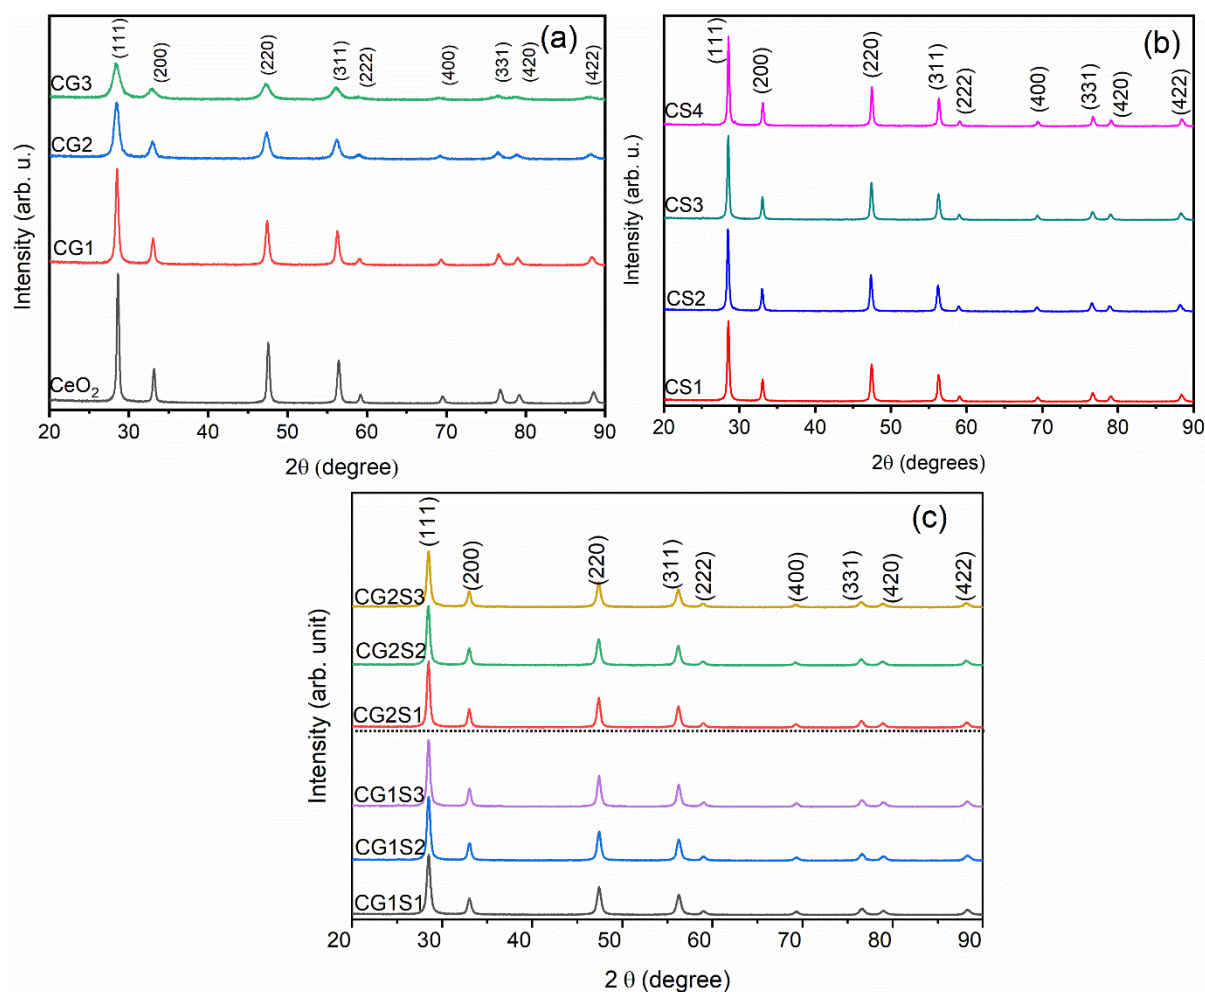 (a)
(111)
(200)
(220)
(311)
(222)
(400)
(331)
(420)
(422)
CG3
CG2
CG1
CeO₂
Intensity (arb. u.)
20 30 40 50 60 70 80 90
2θ (degree)
(b)
(111)
(200)
(220)
(311)
(222)
(400)
(331)
(420)
(422)
CS4
CS3
CS2
CS1
Intensity (arb. u.)
20 30 40 50 60 70 80 90
2θ (degrees)
(c)
(111)
(200)
(220)
(311)
(222)
(400)
(331)
(420)
(422)
CG2S3
CG2S2
CG2S1
CG1S3
CG1S2
CG1S1
Intensity (arb. unit)
20 30 40 50 60 70 80 90
2 θ (degree)